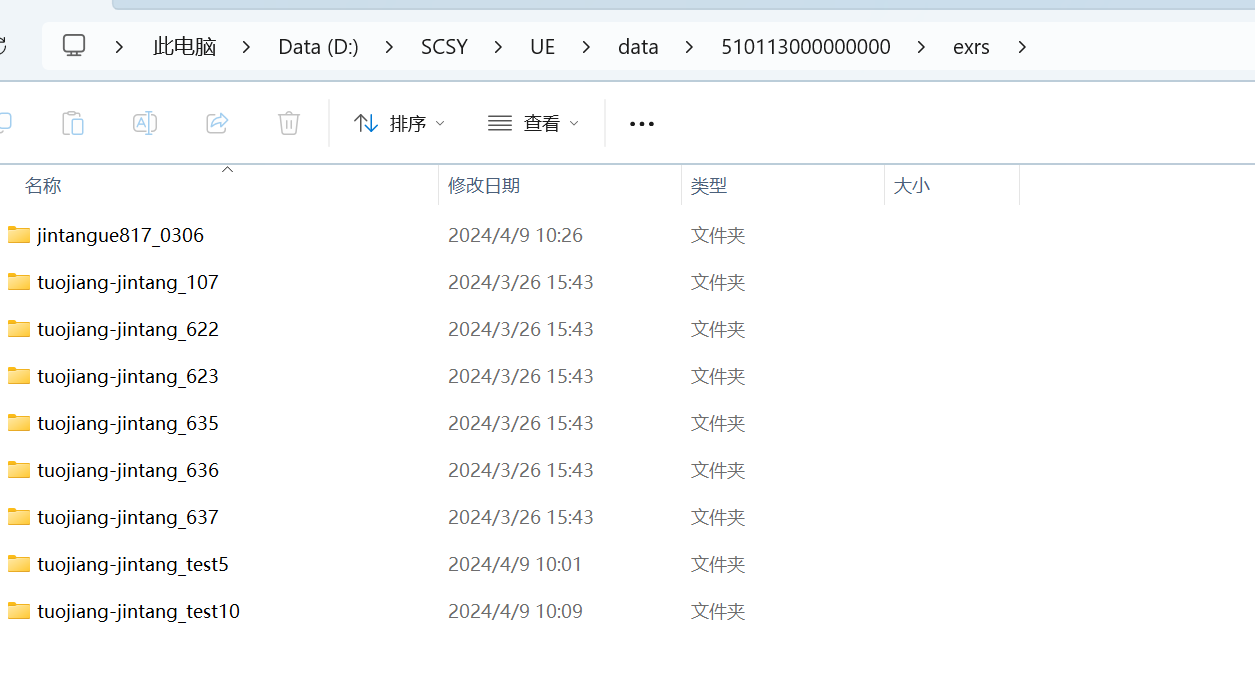 此电脑 Data (D:) SCSY UE data 510113000000000 exrs
排序 查看
名称 修改日期 类型 大小
jintangue817_0306 2024/4/9 10:26 文件夹
tuojiang-jintang_107 2024/3/26 15:43 文件夹
tuojiang-jintang_622 2024/3/26 15:43 文件夹
tuojiang-jintang_623 2024/3/26 15:43 文件夹
tuojiang-jintang_635 2024/3/26 15:43 文件夹
tuojiang-jintang_636 2024/3/26 15:43 文件夹
tuojiang-jintang_637 2024/3/26 15:43 文件夹
tuojiang-jintang_test5 2024/4/9 10:01 文件夹
tuojiang-jintang_test10 2024/4/9 10:09 文件夹